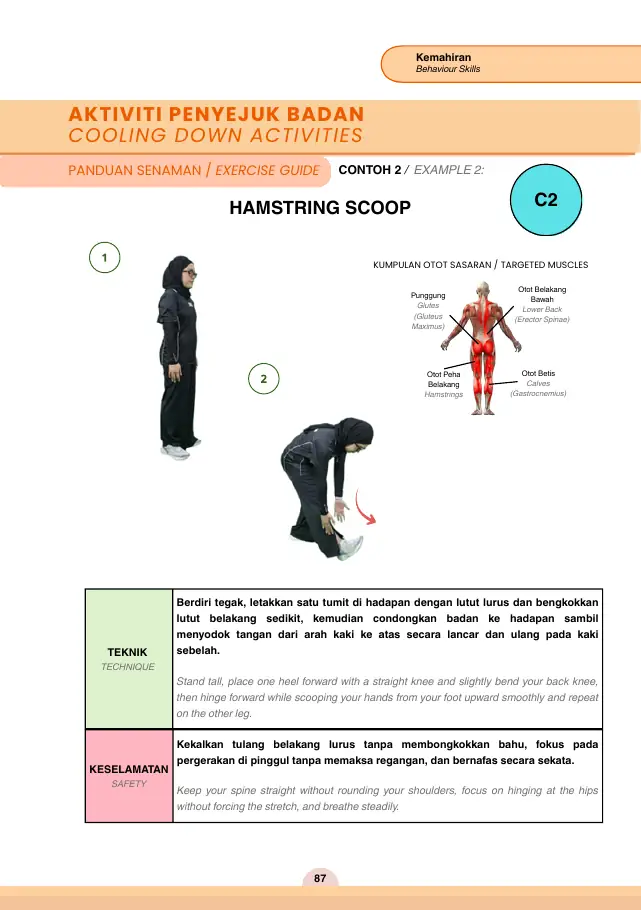 Kemahiran
Behaviour Skills
AKTIVITI PENYEJUK BADAN
COOLING DOWN ACTIVITIES
PANDUAN SENAMAN / EXERCISE GUIDE
CONTOH 2 / EXAMPLE 2:
C2
HAMSTRING SCOOP
1
KUMPULAN OTOT SASARAN / TARGETED MUSCLES
Punggung
Glutes
(Gluteus
Maximus)
Otot Belakang
Bawah
Lower Back
(Erector Spinae)
2
Otot Peha
Belakang
Hamstrings
Otot Betis
Calves
(Gastrocnemius)
TEKNIK
TECHNIQUE
Berdiri tegak, letakkan satu tumit di hadapan dengan lutut lurus dan bengkokkan
lutut belakang sedikit, kemudian condongkan badan ke hadapan sambil
menyodok tangan dari arah kaki ke atas secara lancar dan ulang pada kaki
sebelah.
Stand tall, place one heel forward with a straight knee and slightly bend your back knee,
then hinge forward while scooping your hands from your foot upward smoothly and repeat
on the other leg.
KESELAMATAN
SAFETY
Kekalkan tulang belakang lurus tanpa membongkokkan bahu, fokus pada
pergerakan di pinggul tanpa memaksa regangan, dan bernafas secara sekata.
Keep your spine straight without rounding your shoulders, focus on hinging at the hips
without forcing the stretch, and breathe steadily.
87